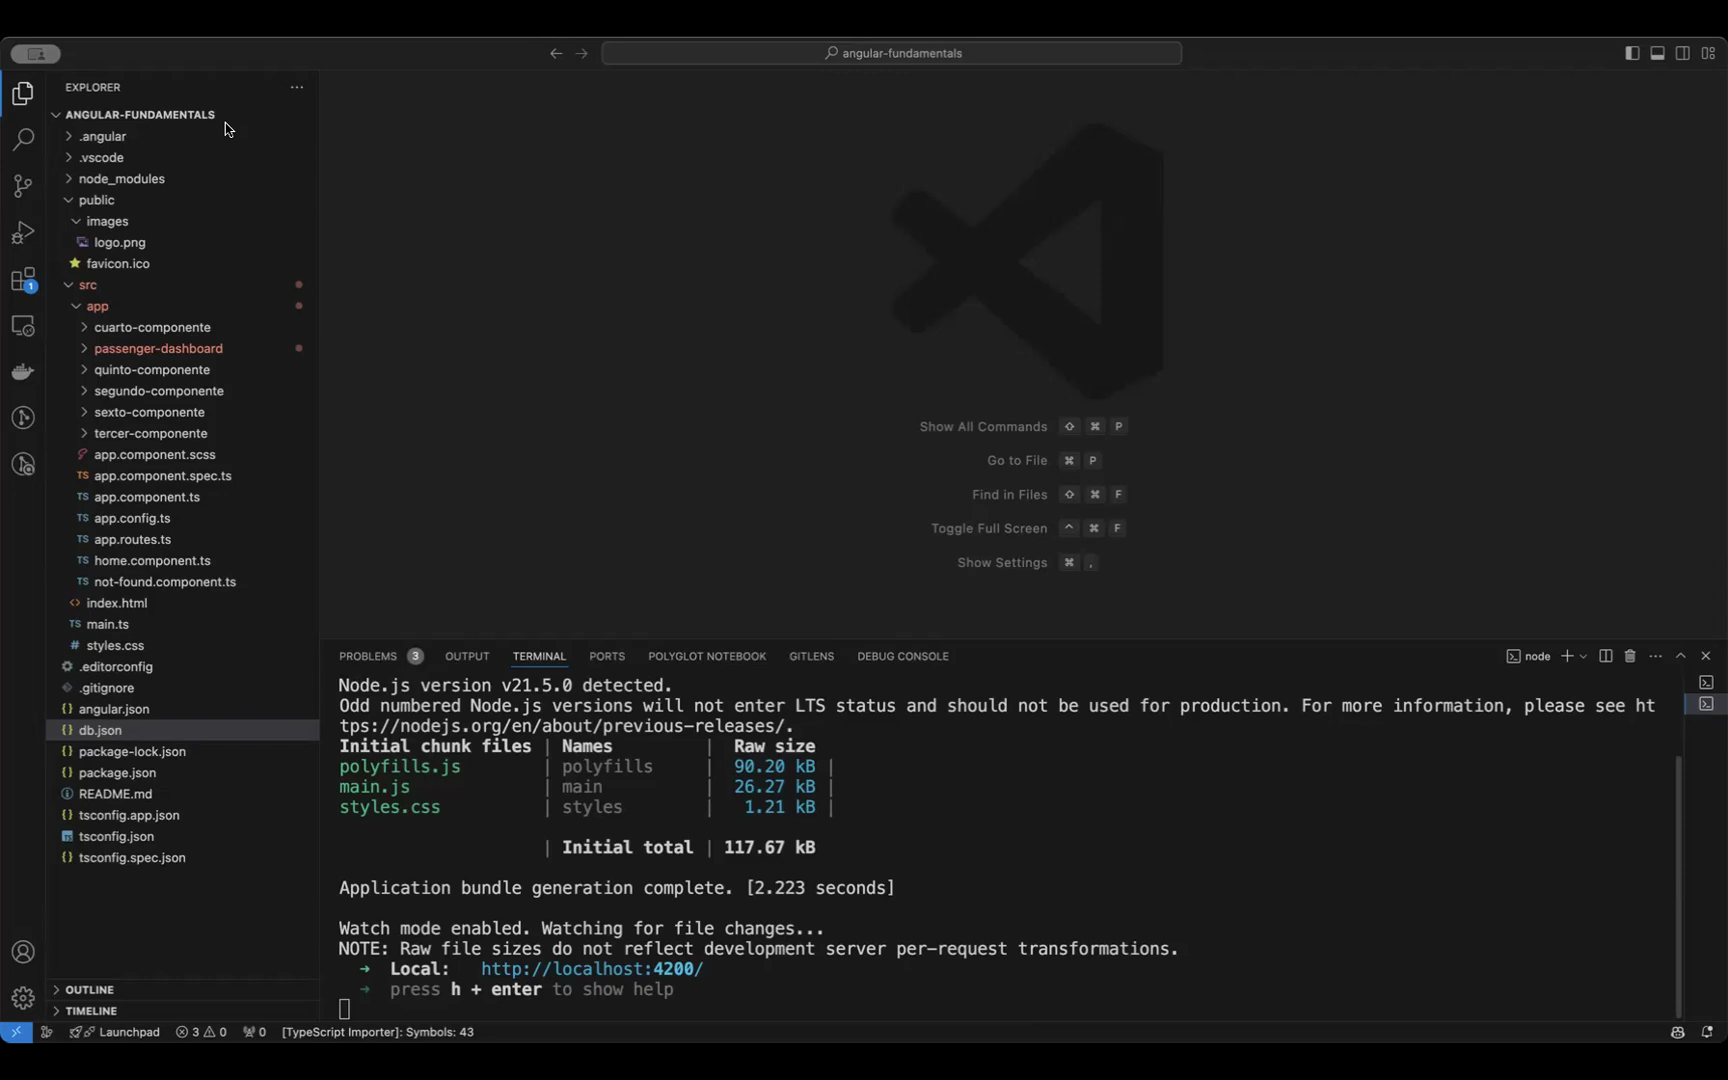 angular-fundamentals
EXPLORER
ANGULAR-FUNDAMENTALS
.angular
.vscode
node_modules
public
images
logo.png
favicon.ico
src
app
cuarto-componente
passenger-dashboard
quinto-componente
segundo-componente
sexto-componente
tercer-componente
app.component.scss
TS app.component.spec.ts
TS app.component.ts
TS app.config.ts
TS app.routes.ts
TS home.component.ts
TS not-found.component.ts
<> index.html
TS main.ts
# styles.css
.editorconfig
.gitignore
{} angular.json
{} db.json
{} package-lock.json
{} package.json
README.md
{} tsconfig.app.json
TS tsconfig.json
{} tsconfig.spec.json
OUTLINE
TIMELINE
1
Show All Commands ⇧ ⌘ P
Go to File ⌘ P
Find in Files ⇧ ⌘ F
Toggle Full Screen ^ ⌘ F
Show Settings ⌘ ,
PROBLEMS 3 OUTPUT TERMINAL PORTS POLYGLOT NOTEBOOK GITLENS DEBUG CONSOLE
node
Node.js version v21.5.0 detected.
Odd numbered Node.js versions will not enter LTS status and should not be used for production. For more information, please see ht
tps://nodejs.org/en/about/previous-releases/.
Initial chunk files | Names | Raw size
polyfills.js | polyfills | 90.20 kB |
main.js | main | 26.27 kB |
styles.css | styles | 1.21 kB |
| Initial total | 117.67 kB
Application bundle generation complete. [2.223 seconds]
Watch mode enabled. Watching for file changes...
NOTE: Raw file sizes do not reflect development server per-request transformations.
➜ Local: http://localhost:4200/
➜ press h + enter to show help
Launchpad 3 0 0 [TypeScript Importer]: Symbols: 43